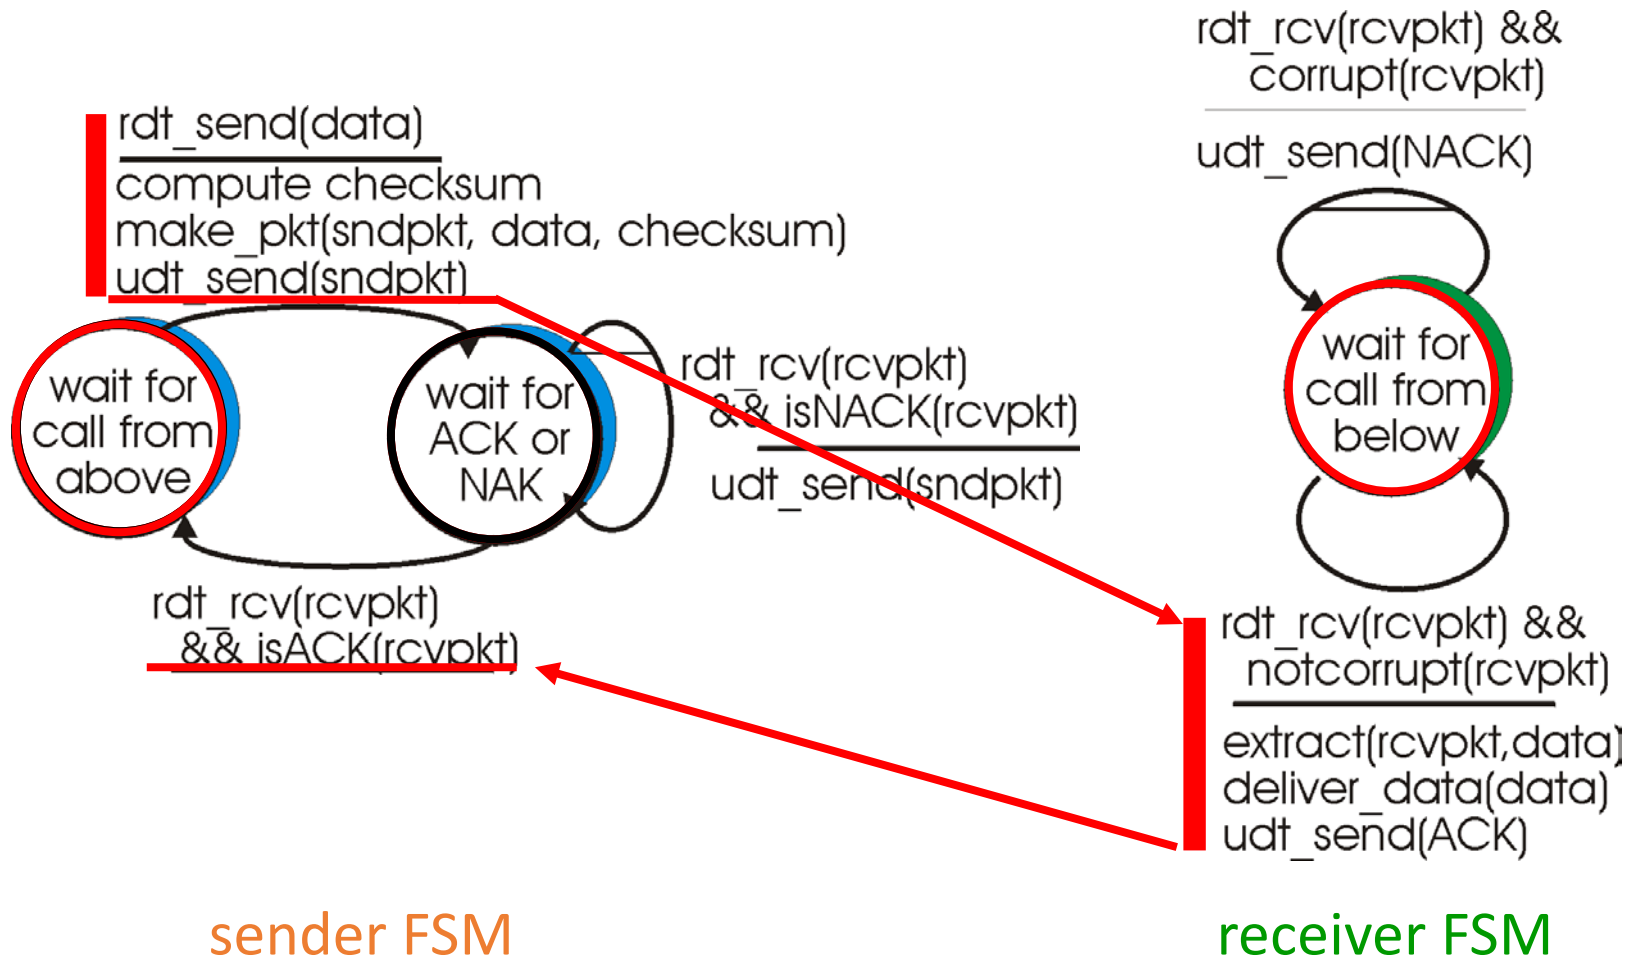 rdt_send(data)
compute checksum
make_pkt(sndpkt, data, checksum)
udt_send(sndpkt)
wait for
call from
above
wait for
ACK or
NAK
rdt_rcv(rcvpkt)
&& isNACK(rcvpkt)
udt_send(sndpkt)
rdt_rcv(rcvpkt)
&& isACK(rcvpkt)
sender FSM
rdt_rcv(rcvpkt) &&
corrupt(rcvpkt)
udt_send(NACK)
wait for
call from
below
rdt_rcv(rcvpkt) &&
notcorrupt(rcvpkt)
extract(rcvpkt,data)
deliver_data(data)
udt_send(ACK)
receiver FSM